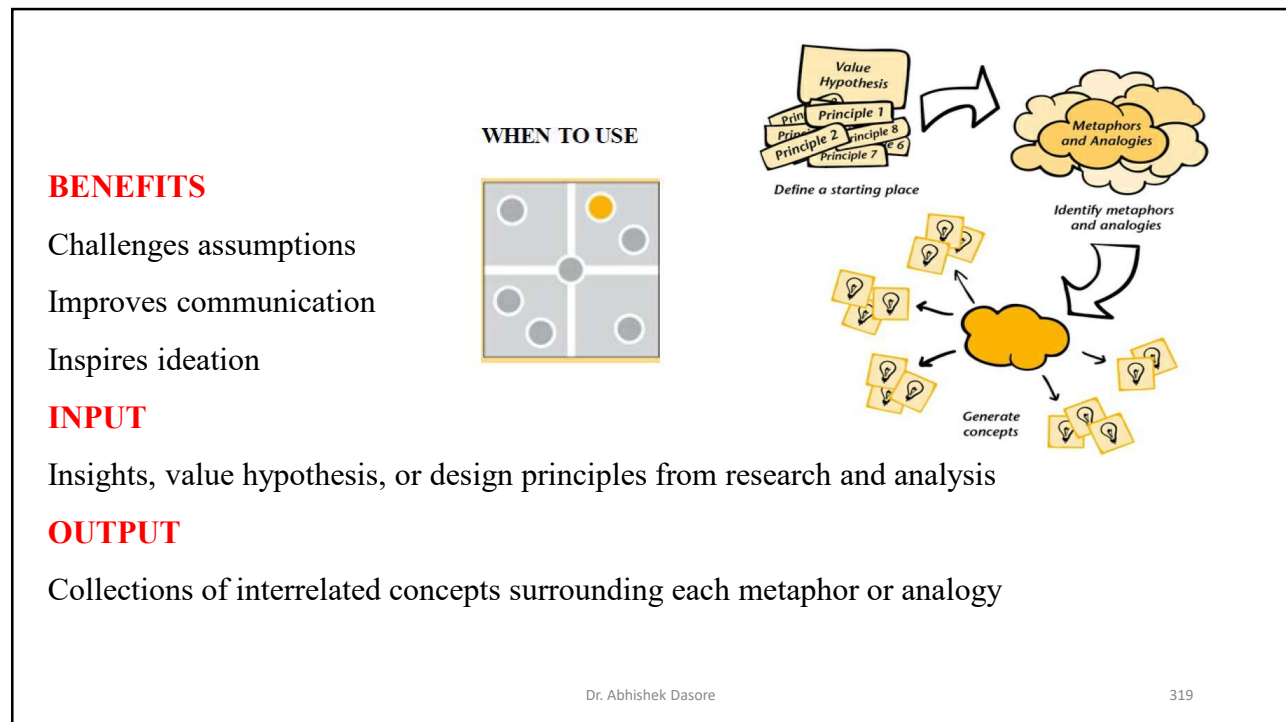 WHEN TO USE
BENEFITS
Challenges assumptions
Improves communication
Inspires ideation
INPUT
Insights, value hypothesis, or design principles from research and analysis
OUTPUT
Collections of interrelated concepts surrounding each metaphor or analogy
Value
Hypothesis
Principle 1
Principle 2
Principle 8
Principle 7
Define a starting place
Metaphors
and Analogies
Identify metaphors
and analogies
Generate
concepts
Dr. Abhishek Dasore
319